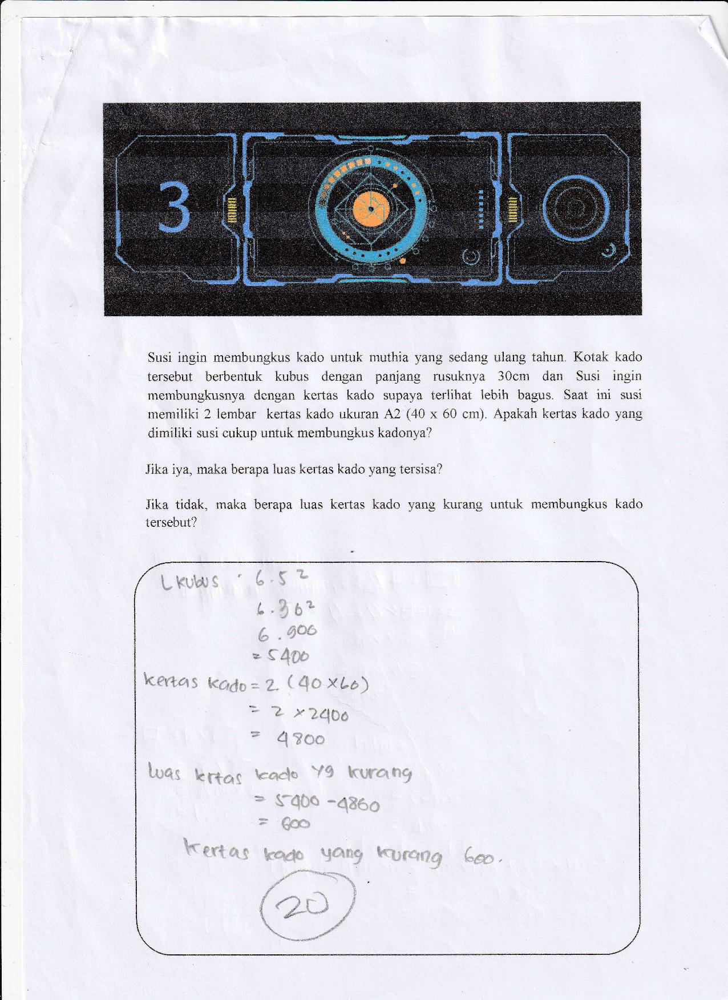 3
Susi ingin membungkus kado untuk muthia yang sedang ulang tahun. Kotak kado
tersebut berbentuk kubus dengan panjang rusuknya 30cm dan Susi ingin
membungkusnya dengan kertas kado supaya terlihat lebih bagus. Saat ini susi
memiliki 2 lembar kertas kado ukuran A2 (40 x 60 cm). Apakah kertas kado yang
dimiliki susi cukup untuk membungkus kadonya?
Jika iya, maka berapa luas kertas kado yang tersisa?
Jika tidak, maka berapa luas kertas kado yang kurang untuk membungkus kado
tersebut?
L kubus : 6.5²
6.30²
6.900
= 5400
kertas kado = 2. (40 x 60)
= 2 x 2400
= 4800
luas krtas kado yg kurang
= 5400 - 4800
= 600
kertas kado yang kurang 600.
20